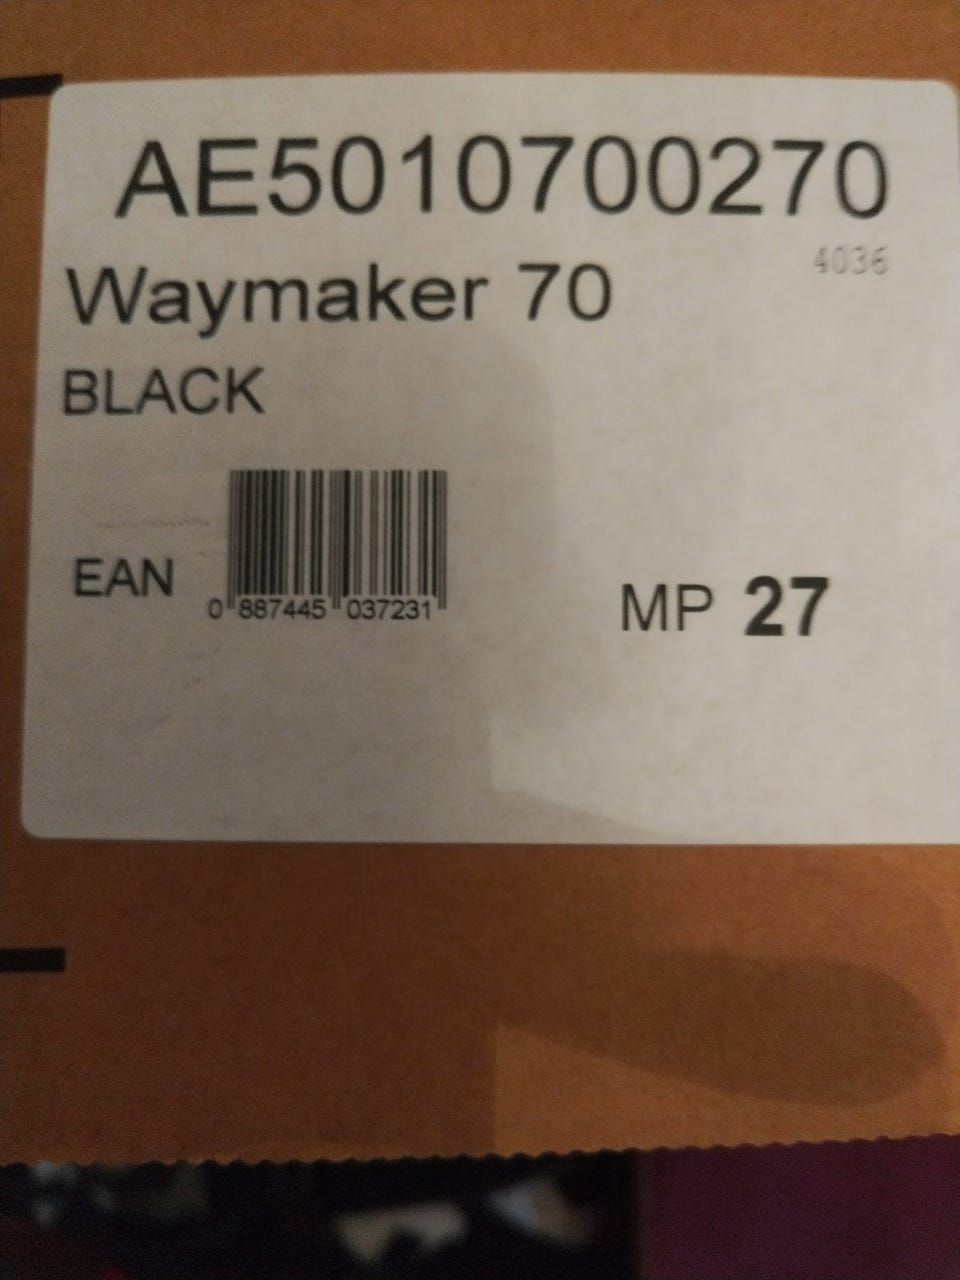 AE5010700270
4036
Waymaker 70
BLACK
EAN
0 887445 037231
MP 27